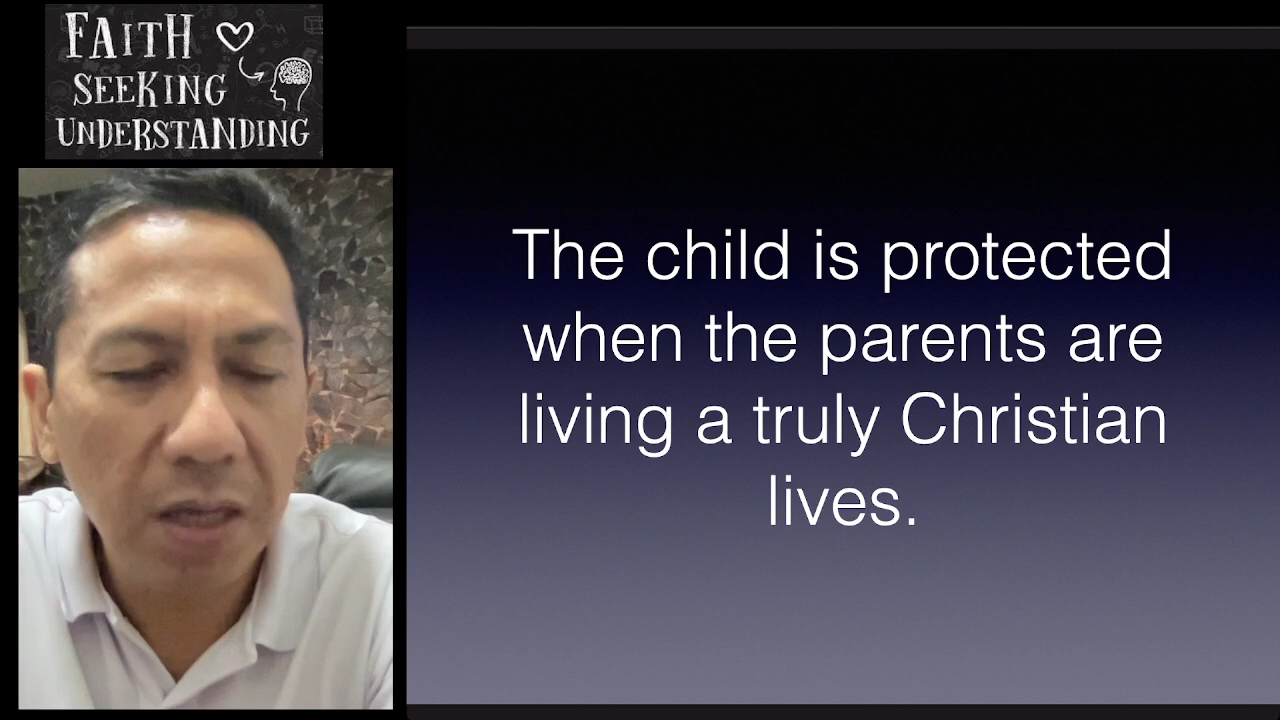 FAITH
SEEKING
UNDERSTANDING
The child is protected
when the parents are
living a truly Christian
lives.